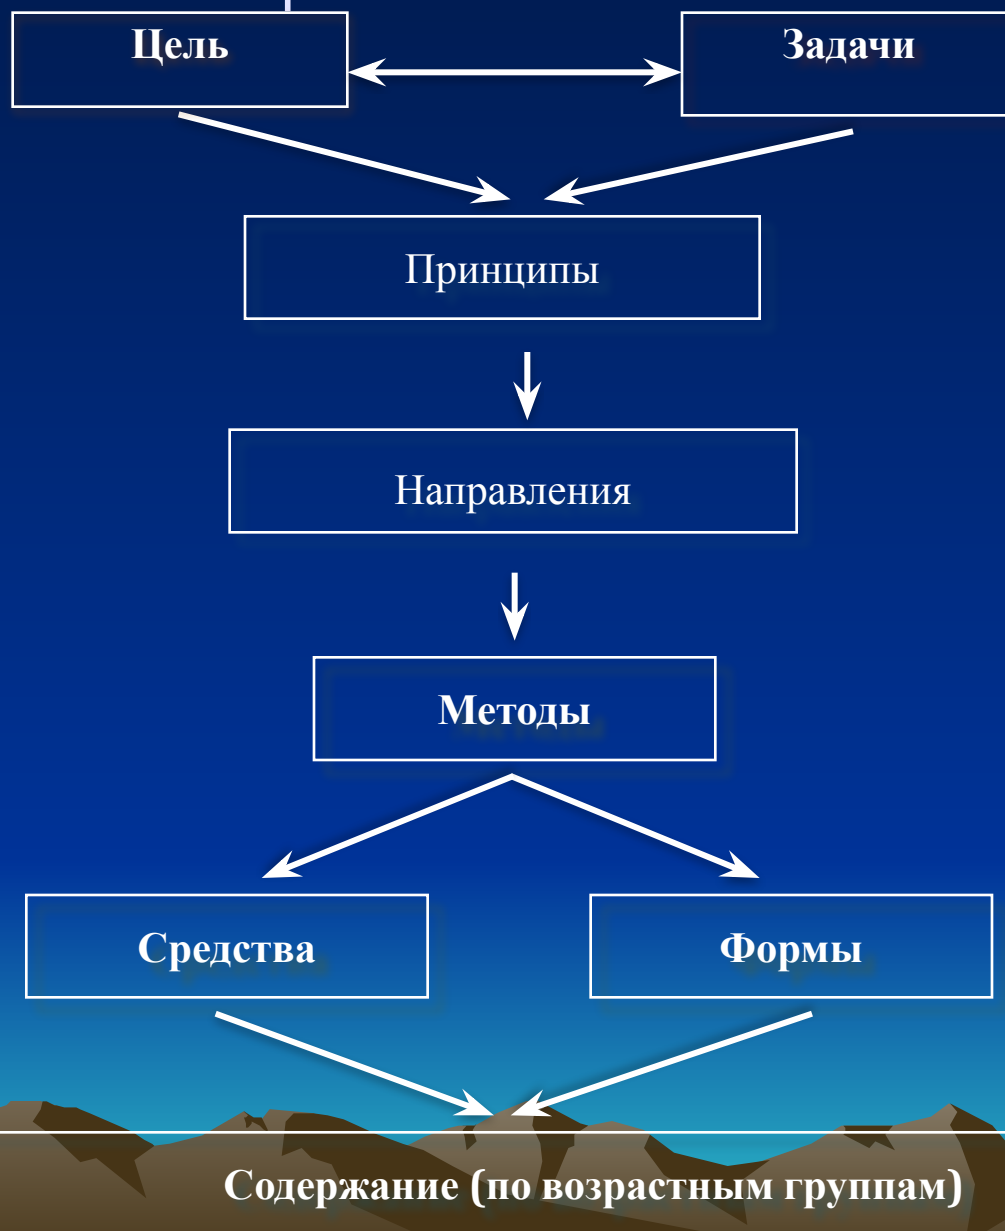 Цель
Задачи
Принципы
Направления
Методы
Средства
Формы
Содержание (по возрастным группам)